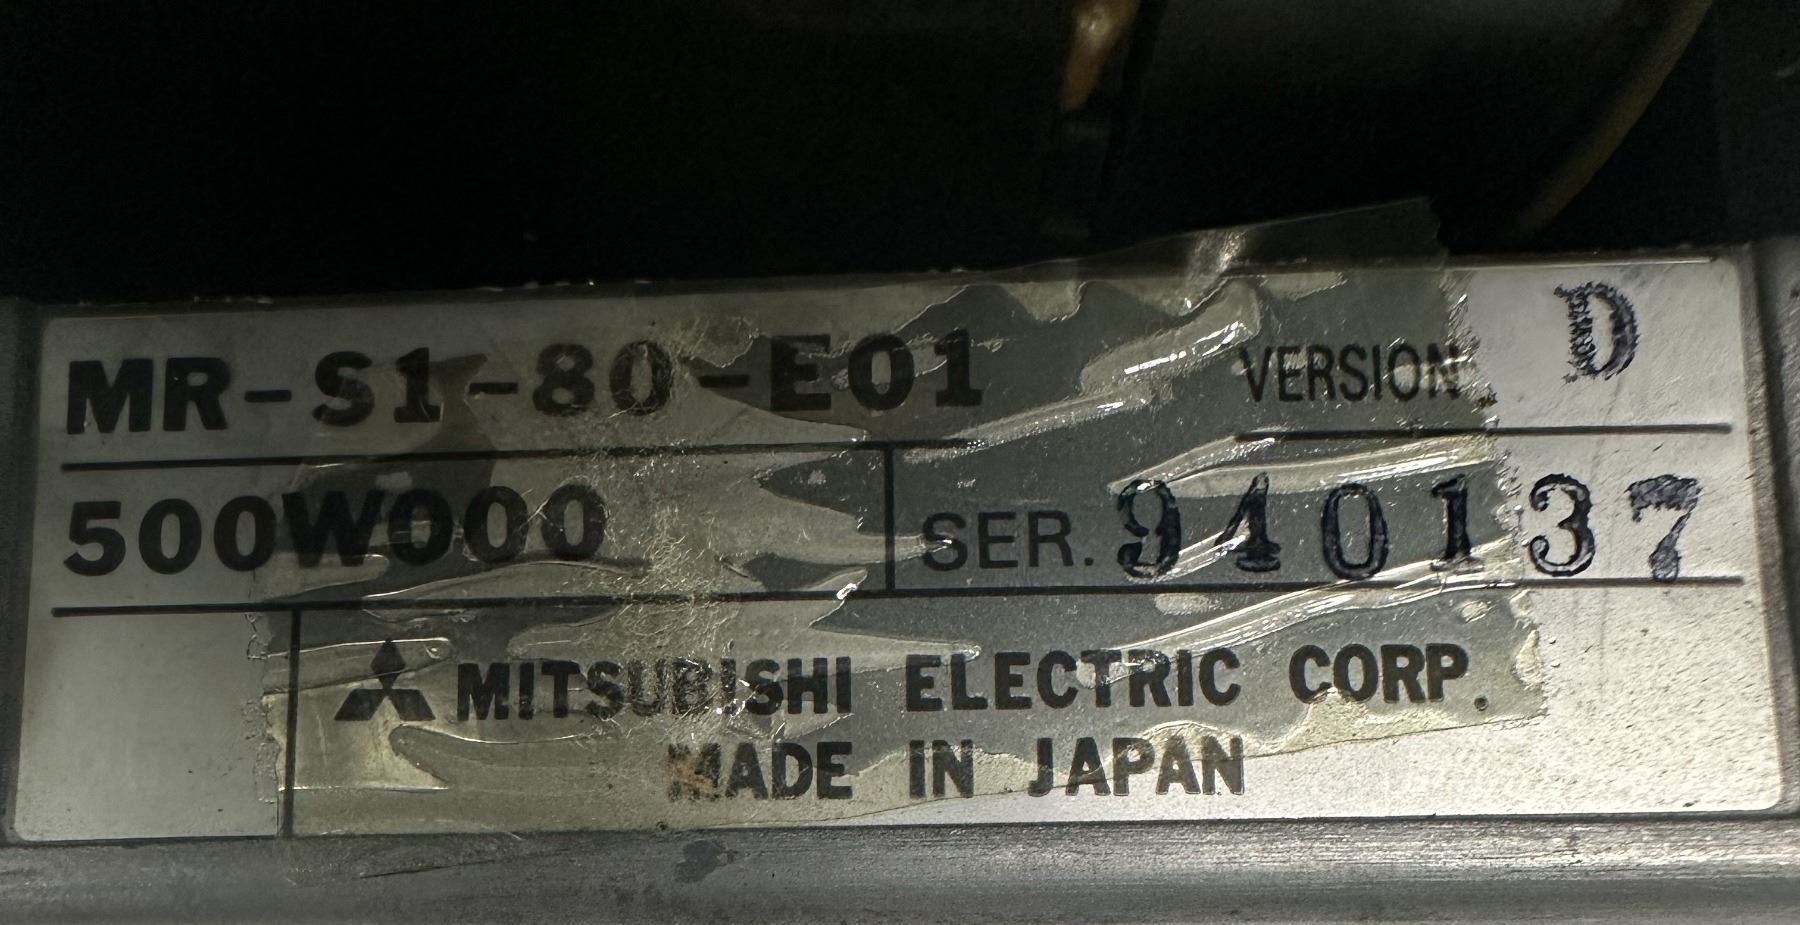 MR-S1-80-E01 VERSION D
500W000 SER. 940137
MITSUBISHI ELECTRIC CORP.
MADE IN JAPAN